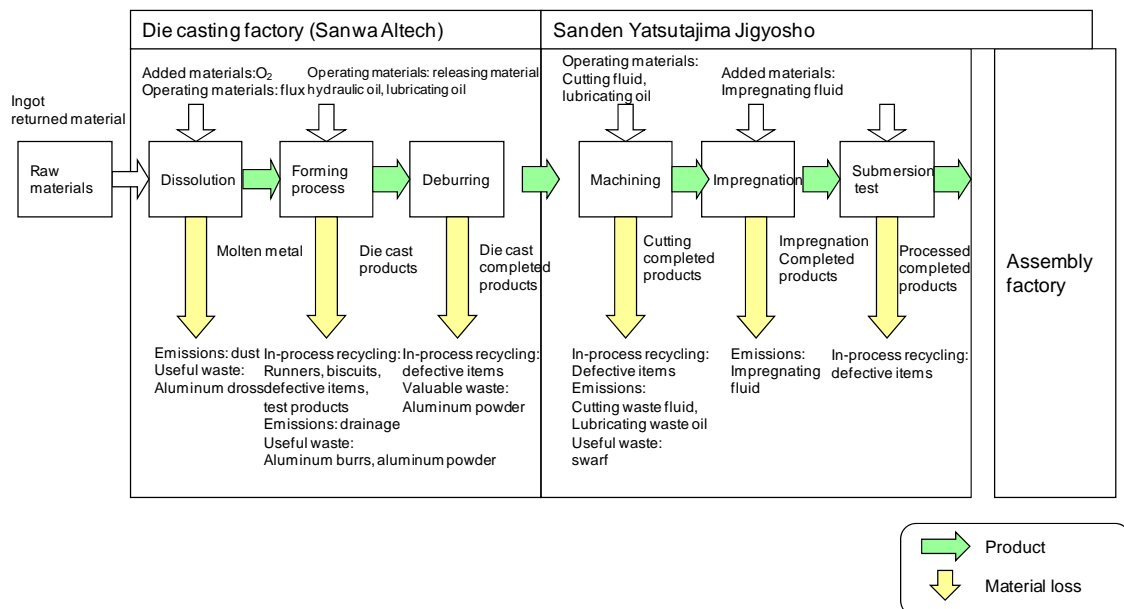 Die casting factory (Sanwa Altech)
Sanden Yatsutajima Jigyosho
Added materials:O2
Operating materials: flux
Operating materials: releasing material,
hydraulic oil, lubricating oil
Operating materials:
Cutting fluid,
lubricating oil
Added materials:
Impregnating fluid
Ingot
returned material
Raw
materials
Dissolution
Forming
process
Deburring
Machining
Impregnation
Submersion
test
Molten metal
Die cast
products
Die cast
completed
products
Cutting
completed
products
Impregnation
Completed
products
Processed
completed
products
Assembly
factory
Emissions: dust
Useful waste:
Aluminum dross
In-process recycling:
Runners, biscuits,
defective items,
test products
Emissions: drainage
Useful waste:
Aluminum burrs, aluminum powder
In-process recycling:
defective items
Valuable waste:
Aluminum powder
In-process recycling:
Defective items
Emissions:
Cutting waste fluid,
Lubricating waste oil
Useful waste:
swarf
Emissions:
Impregnating
fluid
In-process recycling:
defective items
Product
Material loss